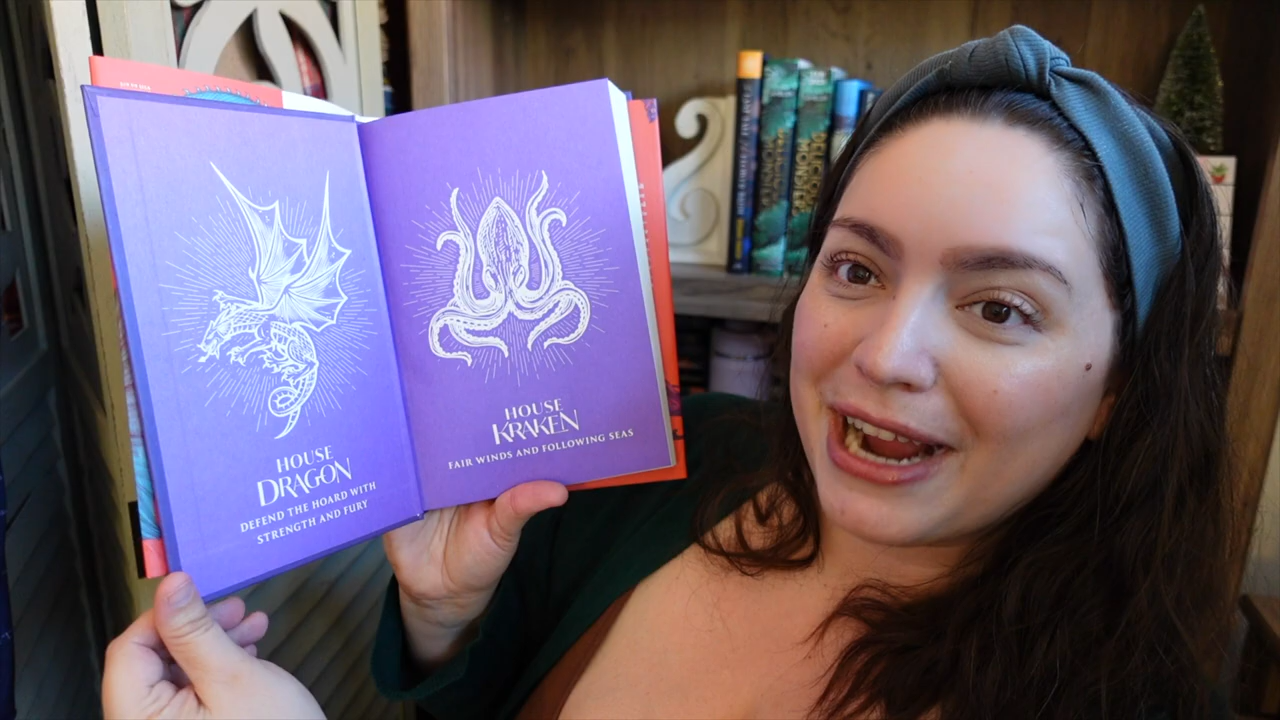 HOUSE
DRAGON
DEFEND THE HOARD WITH
STRENGTH AND FURY
HOUSE
KRAKEN
FAIR WINDS AND FOLLOWING SEAS